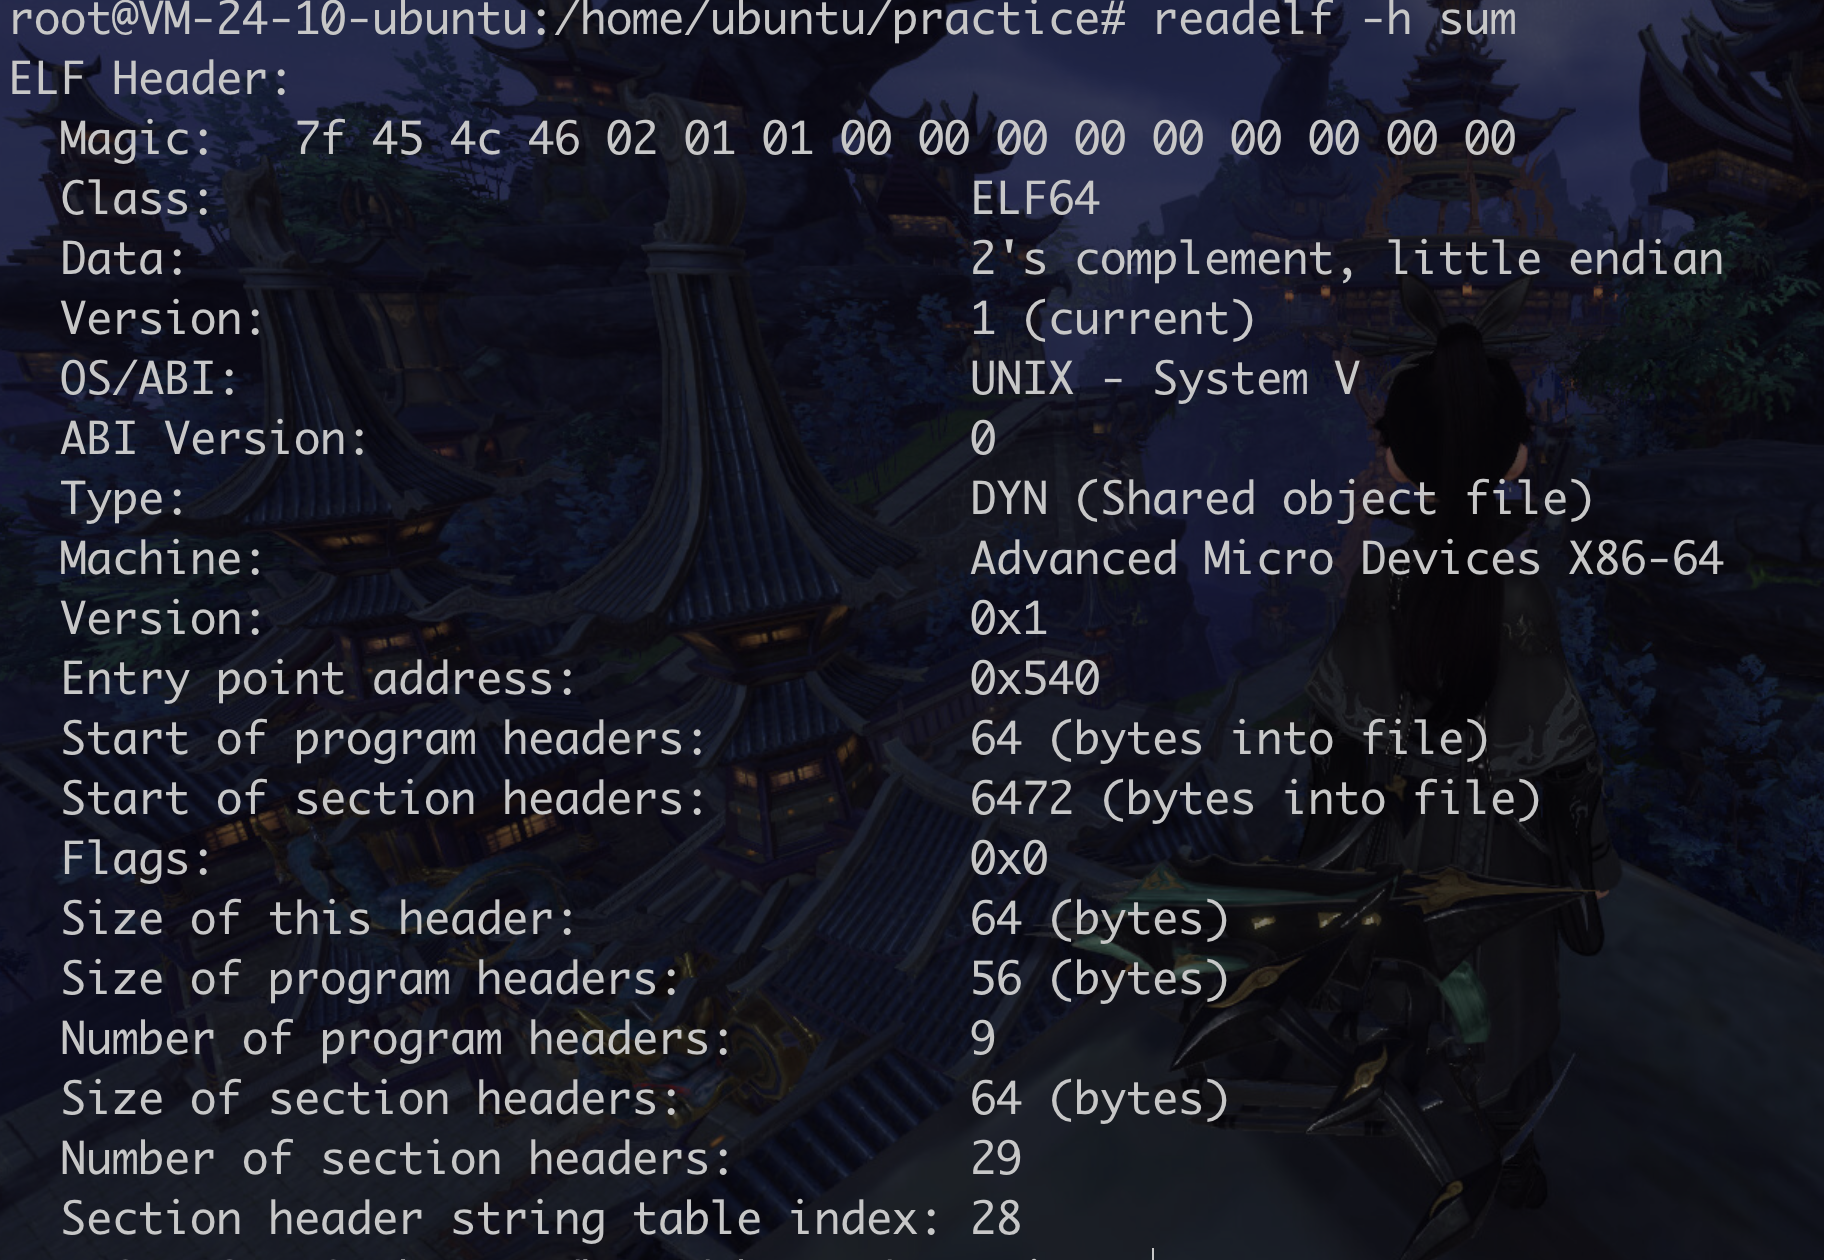 root@VM-24-10-ubuntu:/home/ubuntu/practice# readelf -h sum
ELF Header:
Magic: 7f 45 4c 46 02 01 01 00 00 00 00 00 00 00 00 00
Class: ELF64
Data: 2's complement, little endian
Version: 1 (current)
OS/ABI: UNIX - System V
ABI Version: 0
Type: DYN (Shared object file)
Machine: Advanced Micro Devices X86-64
Version: 0x1
Entry point address: 0x540
Start of program headers: 64 (bytes into file)
Start of section headers: 6472 (bytes into file)
Flags: 0x0
Size of this header: 64 (bytes)
Size of program headers: 56 (bytes)
Number of program headers: 9
Size of section headers: 64 (bytes)
Number of section headers: 29
Section header string table index: 28